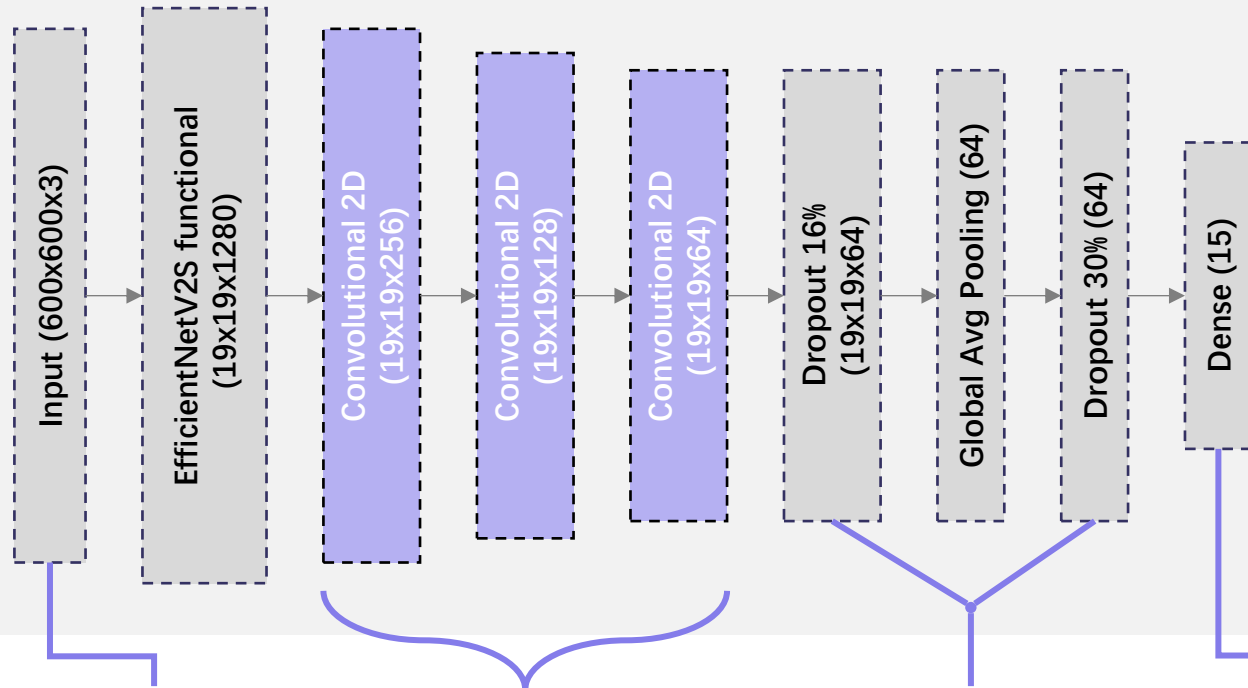 Input (600x600x3)
EfficientNetV2S functional
(19x19x1280)
Convolutional 2D
(19x19x256)
Convolutional 2D
(19x19x128)
Convolutional 2D
(19x19x64)
Dropout 16%
(19x19x64)
Global Avg Pooling (64)
Dropout 30% (64)
Dense (15)